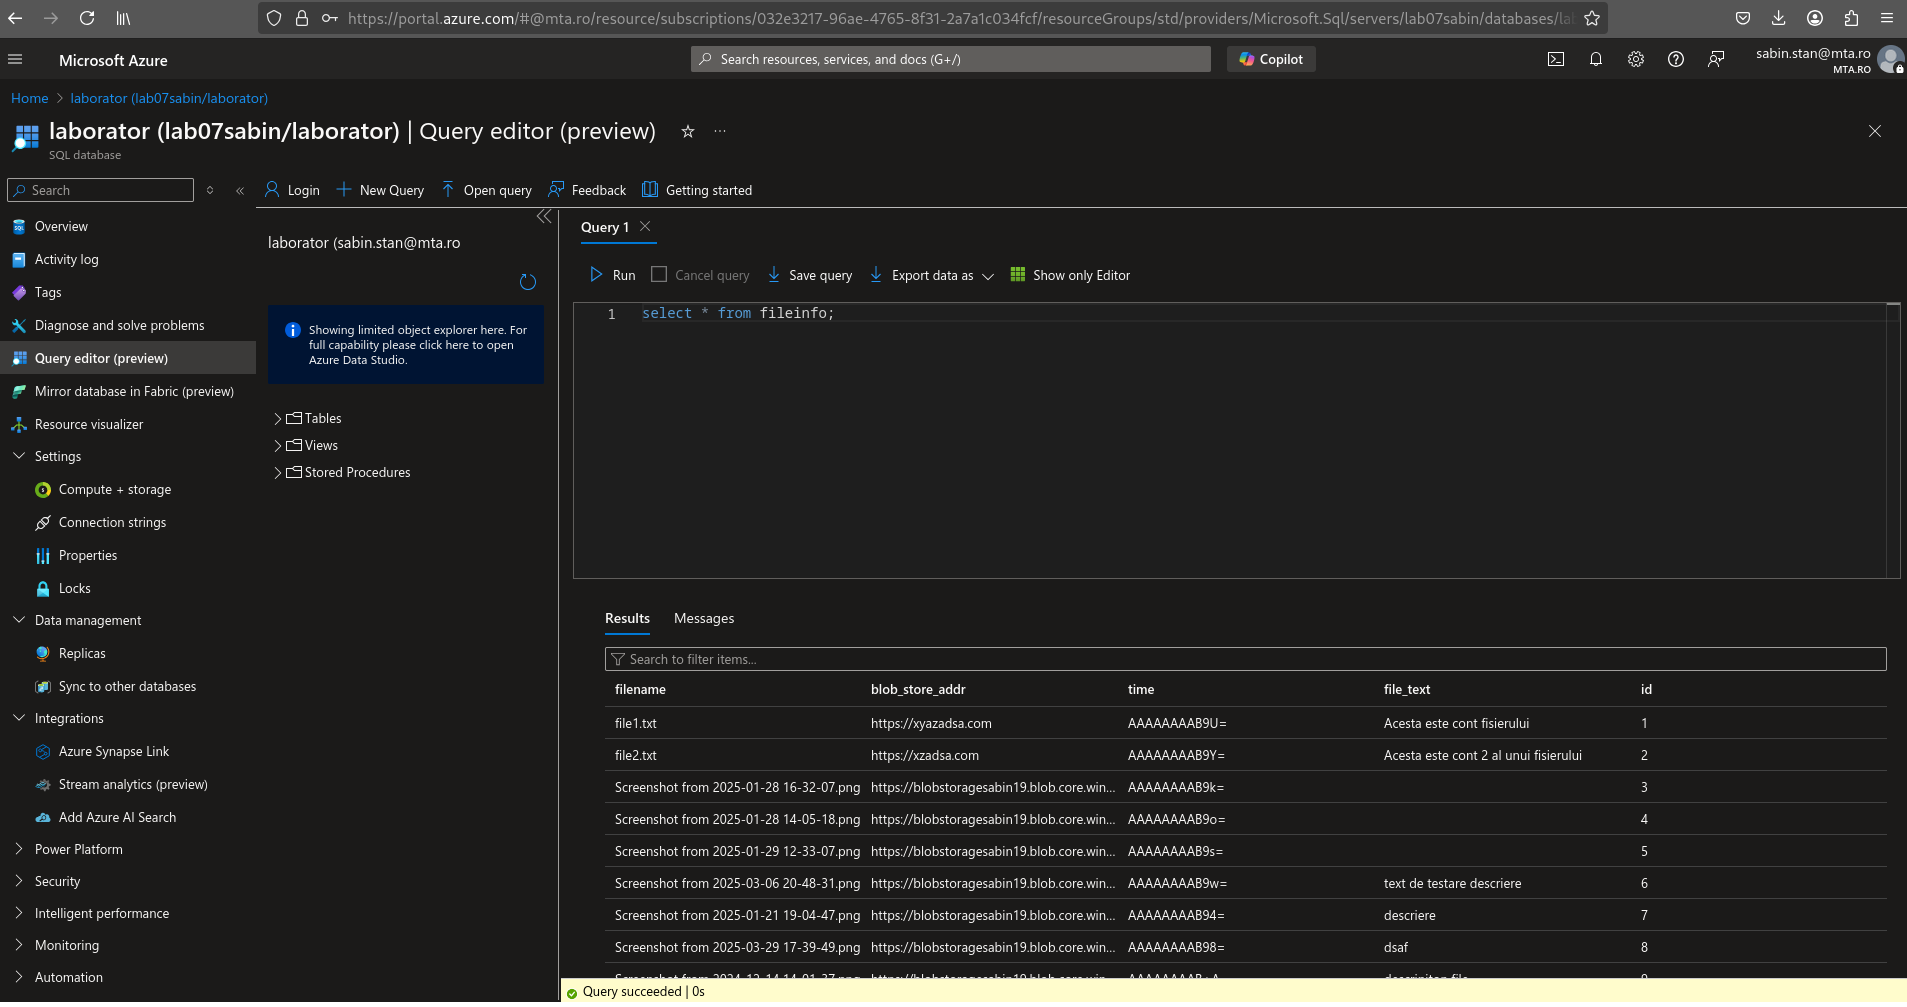 https://portal.azure.com/#@mta.ro/resource/subscriptions/032e3217-96ae-4765-8f31-2a7a1c034fcf/resourceGroups/std/providers/Microsoft.Sql/servers/lab07sabin/databases/la
Microsoft Azure
Search resources, services, and docs (G+/)
Copilot
sabin.stan@mta.ro
MTA.RO
Home > laborator (lab07sabin/laborator)
laborator (lab07sabin/laborator) | Query editor (preview)
SQL database
Search
Login
New Query
Open query
Feedback
Getting started
Overview
Activity log
Tags
Diagnose and solve problems
Query editor (preview)
Mirror database in Fabric (preview)
Resource visualizer
Settings
Compute + storage
Connection strings
Properties
Locks
Data management
Replicas
Sync to other databases
Integrations
Azure Synapse Link
Stream analytics (preview)
Add Azure AI Search
Power Platform
Security
Intelligent performance
Monitoring
Automation
laborator (sabin.stan@mta.ro
Showing limited object explorer here. For
full capability please click here to open
Azure Data Studio.
Tables
Views
Stored Procedures
Query 1
Run
Cancel query
Save query
Export data as
Show only Editor
1 select * from fileinfo;
Results Messages
Search to filter items...
filename blob_store_addr time file_text id
file1.txt https://xyazadsa.com AAAAAAAAB9U= Acesta este cont fisierului 1
file2.txt https://xzadsa.com AAAAAAAAB9Y= Acesta este cont 2 al unui fisierului 2
Screenshot from 2025-01-28 16-32-07.png https://blobstoragesabin19.blob.core.win... AAAAAAAAB9k= 3
Screenshot from 2025-01-28 14-05-18.png https://blobstoragesabin19.blob.core.win... AAAAAAAAB9o= 4
Screenshot from 2025-01-29 12-33-07.png https://blobstoragesabin19.blob.core.win... AAAAAAAAB9s= 5
Screenshot from 2025-03-06 20-48-31.png https://blobstoragesabin19.blob.core.win... AAAAAAAAB9w= text de testare descriere 6
Screenshot from 2025-01-21 19-04-47.png https://blobstoragesabin19.blob.core.win... AAAAAAAAB94= descriere 7
Screenshot from 2025-03-29 17-39-49.png https://blobstoragesabin19.blob.core.win... AAAAAAAAB98= dsaf 8
Query succeeded | 0s